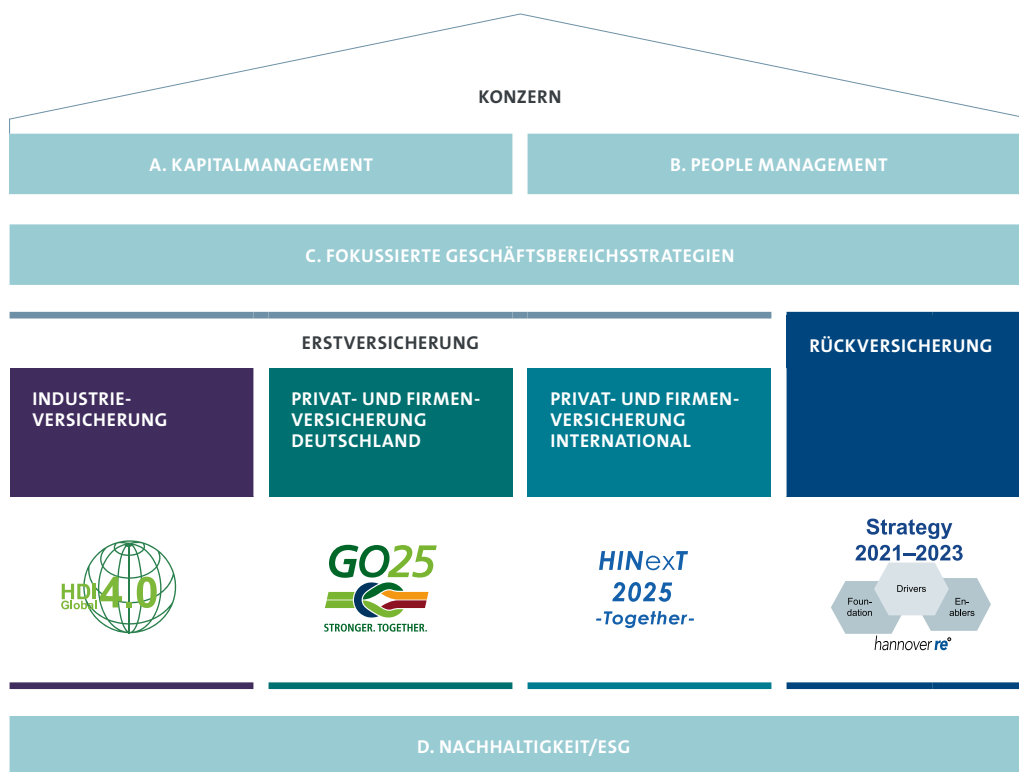 KONZERN
A. KAPITALMANAGEMENT
B. PEOPLE MANAGEMENT
C. FOKUSSIERTE GESCHÄFTSBEREICHSSTRATEGIEN
ERSTVERSICHERUNG
RÜCKVERSICHERUNG
INDUSTRIE-
VERSICHERUNG
PRIVAT- UND FIRMEN-
VERSICHERUNG
DEUTSCHLAND
PRIVAT- UND FIRMEN-
VERSICHERUNG
INTERNATIONAL
HDI
Global
4.0
GO25
STRONGER. TOGETHER.
HINexT
2025
-Together-
Strategy
2021–2023
Foun-
dation
Drivers
En-
ablers
hannover re°
D. NACHHALTIGKEIT/ESG